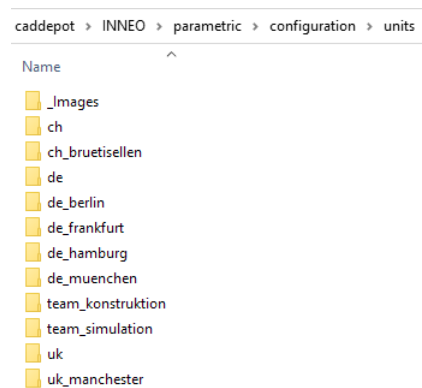 caddepot > INNEO > parametric > configuration > units
Name
_Images
ch
ch_bruetisellen
de
de_berlin
de_frankfurt
de_hamburg
de_muenchen
team_konstruktion
team_simulation
uk
uk_manchester